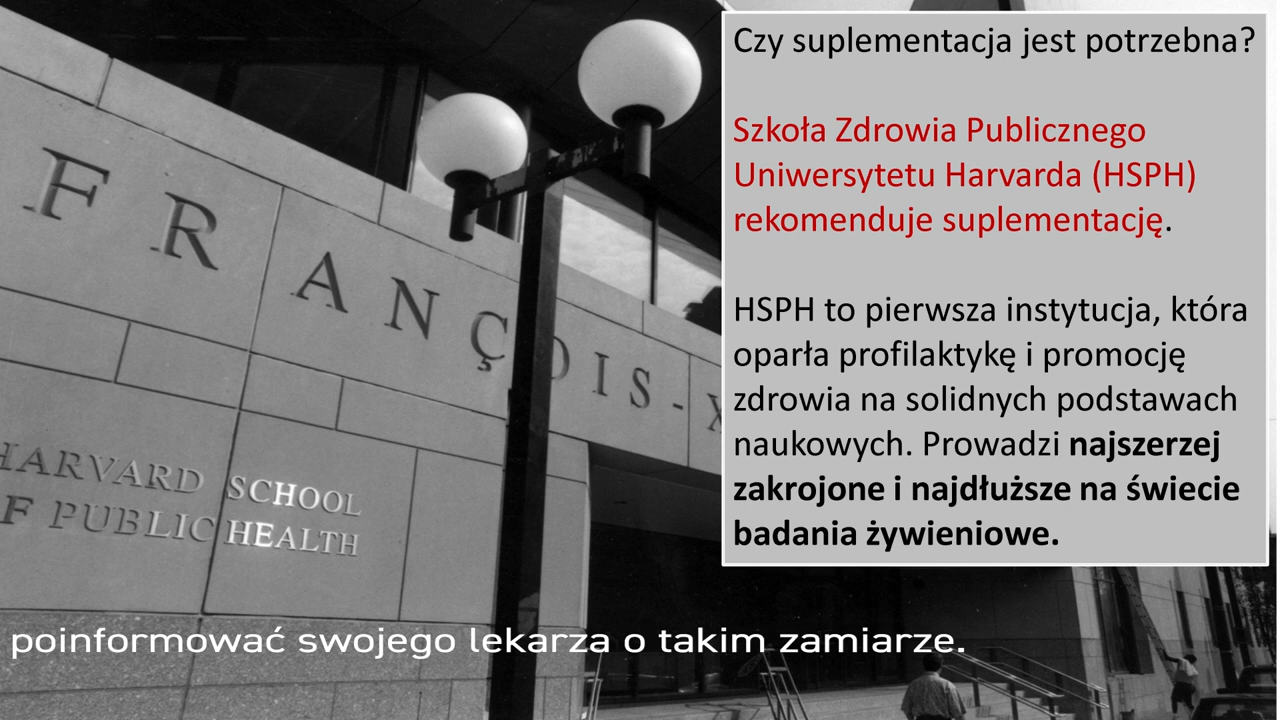 Czy suplementacja jest potrzebna?
Szkoła Zdrowia Publicznego
Uniwersytetu Harvarda (HSPH)
rekomenduje suplementację.
HSPH to pierwsza instytucja, która
oparła profilaktykę i promocję
zdrowia na solidnych podstawach
naukowych. Prowadzi najszerzej
zakrojone i najdłuższe na świecie
badania żywieniowe.
FRANÇOIS-X
HARVARD SCHOOL
F PUBLIC HEALTH
poinformować swojego lekarza o takim zamiarze.